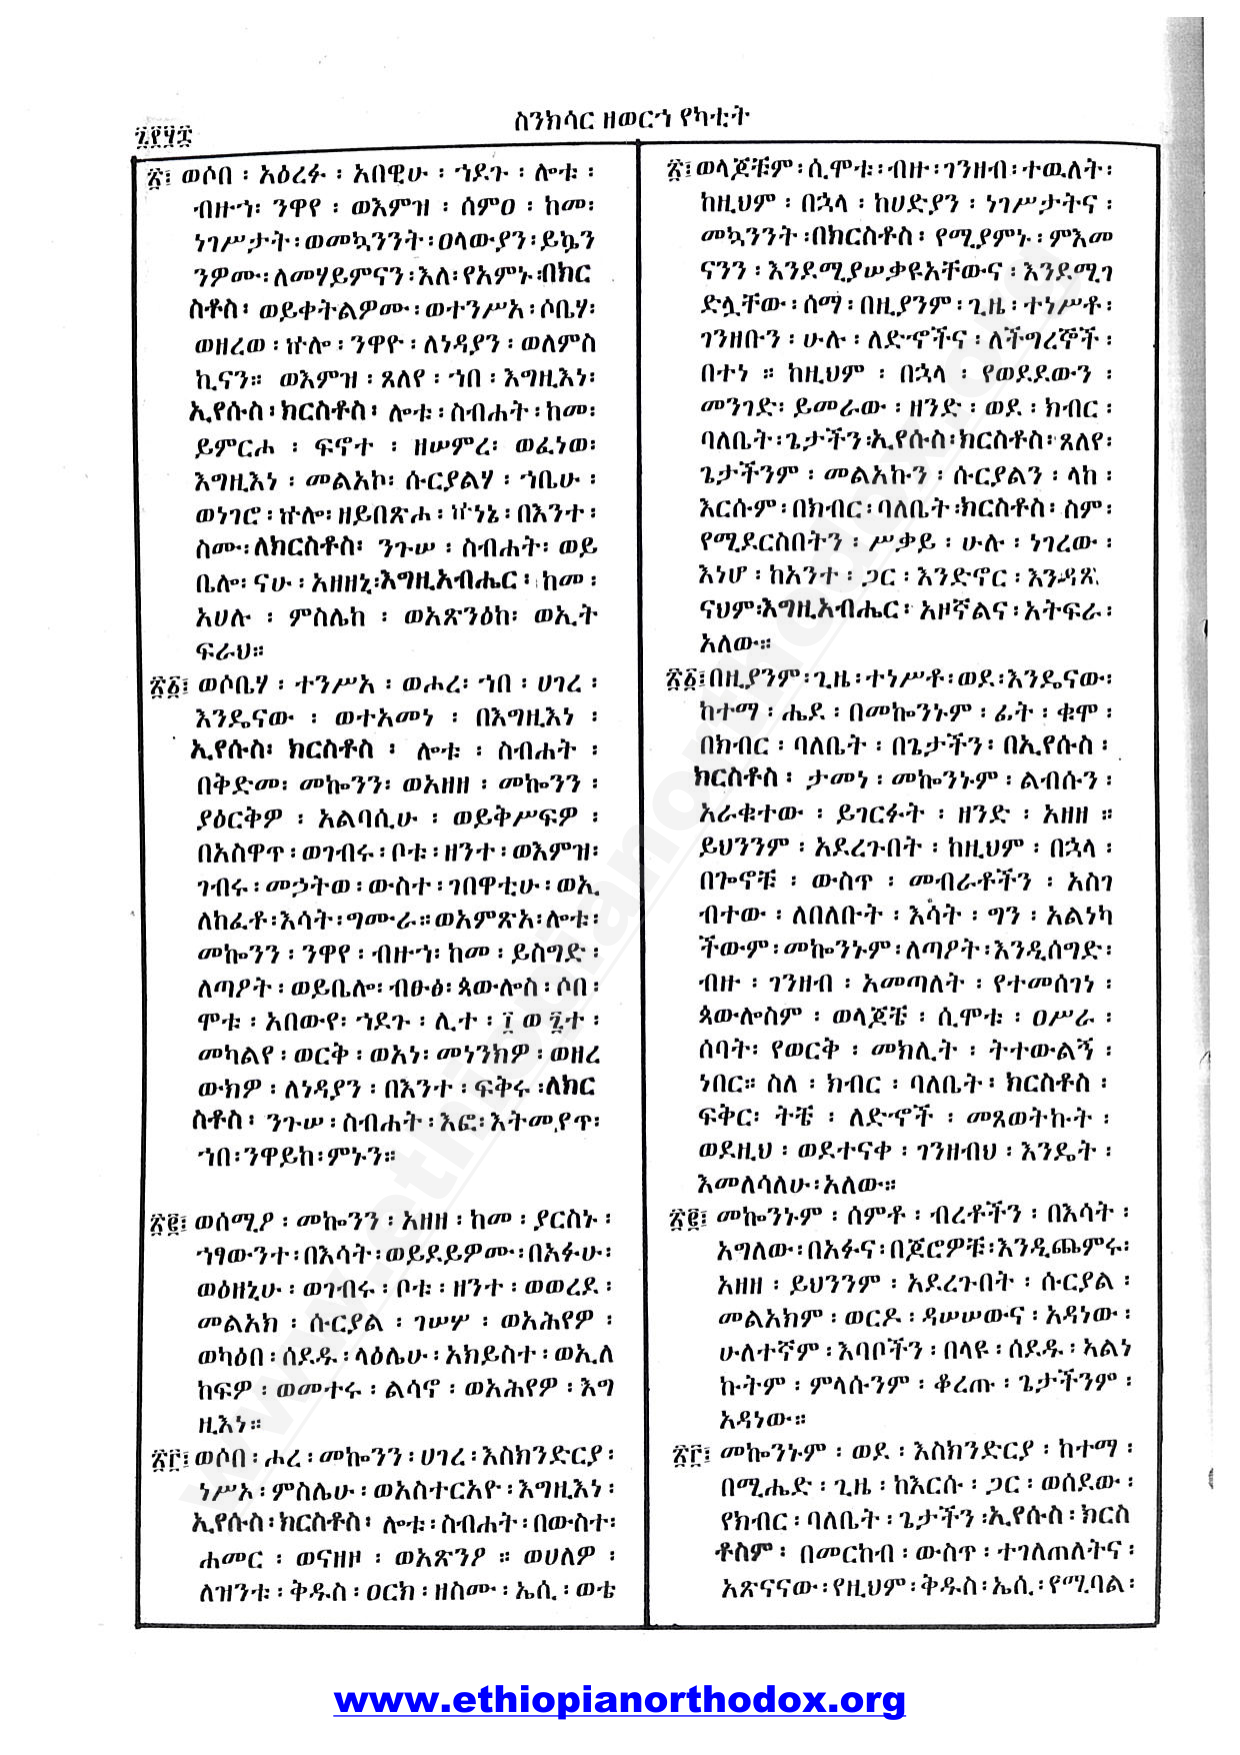 ፯፻፺፰
ስንክሳር ዘወርኀ የካቲት
፳፤ ወሶበ ፡ አዕረፉ ፡ አበዊሁ ፡ ኀደጉ ፡ ሎቱ ፡
ብዙኀ፡ ንዋየ ፡ ወእምዝ ፡ ሰምዐ ፡ ከመ፡
ነገሥታት ፡ ወመኳንንት ፡ ዐላውያን ፡ ይኴን
ንዎሙ ፡ ለመሃይምናን ፡ እለ ፡ የአምኑ ፡ በክር
ስቶስ ፡ ወይቀትልዎሙ ፡ ወተንሥአ ፡ ሶቤሃ፡
ወዘረወ ፡ ኵሎ ፡ ንዋዮ ፡ ለነዳያን ፡ ወለምስ
ኪናን። ወእምዝ ፡ ጸለየ ፡ ኀበ ፡ እግዚእነ፡
ኢየሱስ ፡ ክርስቶስ ፡ ሎቱ ፡ ስብሐት ፡ ከመ፡
ይምርሖ ፡ ፍኖተ ፡ ዘሠምረ፡ ወፈነወ፡
እግዚእነ ፡ መልአኮ፡ ሱርያልሃ ፡ ኀቤሁ ፡
ወነገሮ ፡ ኵሎ፡ ዘይበጽሖ ፡ ኵነኔ ፡ በእንተ ፡
ስሙ ፡ ለክርስቶስ፡ ንጉሠ ፡ ስብሐት፡ ወይ
ቤሎ፡ ናሁ ፡ አዘዘኒ ፡ እግዚአብሔር ፡ ከመ ፡
አሀሉ ፡ ምስሌከ ፡ ወአጽንዕከ፡ ወኢት
ፍራህ።
፳፩፤ ወሶቤሃ ፡ ተንሥአ ፡ ወሖረ፡ ኀበ ፡ ሀገረ ፡
እንዴናው ፡ ወተአመነ ፡ በእግዚእነ ፡
ኢየሱስ፡ ክርስቶስ ፡ ሎቱ ፡ ስብሐት ፡
በቅድመ፡ መኰንን፡ ወአዘዘ ፡ መኰንን ፡
ያዕርቅዎ ፡ አልባሲሁ ፡ ወይቅሥፍዎ ፡
በአስዋጥ ፡ ወገብሩ ፡ ቦቱ ፡ ዘንተ ፡ ወእምዝ፡
ገብሩ ፡ መኃትወ ፡ ውስተ ፡ ገበዋቲሁ ፡ ወኢ
ለከፈቶ ፡ እሳት ፡ ግሙራ ። ወአምጽአ ፡ ሎቱ ፡
መኰንን ፡ ንዋየ ፡ ብዙኀ፡ ከመ ፡ ይስግድ ፡
ለጣዖት ፡ ወይቤሎ፡ ብፁዕ፡ ጳውሎስ ፡ ሶበ ፡
ሞቱ ፡ አበውየ፡ ኀደጉ ፡ ሊተ ፡ ፲ ወ ፯ተ ፡
መካልየ ፡ ወርቅ ፡ ወአነ፡ መነንክዎ ፡ ወዘረ
ውክዎ ፡ ለነዳያን ፡ በእንተ ፡ ፍቅሩ ፡ ለክር
ስቶስ ፡ ንጉሠ ፡ ስብሐት ፡ እፎ፡ እትመየጥ፡
ኀበ ፡ ንዋይከ ፡ ምኑን።
፳፪፤ ወሰሚዖ ፡ መኰንን ፡ አዘዘ ፡ ከመ ፡ ያርስኑ ፡
ኀፃውንተ ፡ በእሳት ፡ ወይደይዎሙ ፡ በአፉሁ፡
ወዕዘኒሁ ፡ ወገብሩ ፡ ቦቱ ፡ ዘንተ ፡ ወወረደ ፡
መልአክ ፡ ሱርያል ፡ ገሠሦ ፡ ወአሕየዎ ፡
ወካዕበ ፡ ሰደዱ ፡ ላዕሌሁ ፡ አክይስተ ፡ ወኢለ
ከፍዎ ፡ ወመተሩ ፡ ልሳኖ ፡ ወአሕየዎ ፡ እግ
ዚእነ።
፳፫፤ ወሶበ ፡ ሖረ ፡ መኰንን ፡ ሀገረ ፡ እስክንድርያ ፡
ነሥአ ፡ ምስሌሁ ፡ ወአስተርአዮ ፡ እግዚእነ ፡
ኢየሱስ ፡ ክርስቶስ ፡ ሎቱ ፡ ስብሐት ፡ በውስተ፡
ሐመር ፡ ወናዘዞ ፡ ወአጽንዖ ። ወሀለዎ ፡
ለዝንቱ ፡ ቅዱስ ፡ ዐርክ ፡ ዘስሙ ፡ ኤሲ ፡ ወቴ
፳፤ ወላጆቹም ፡ ሲሞቱ ፡ ብዙ ፡ ገንዘብ ፡ ተዉለት፡
ከዚህም ፡ በኋላ ፡ ከሀድያን ፡ ነገሥታትና ፡
መኳንንት ፡ በክርስቶስ ፡ የሚያምኑ ፡ ምእመ
ናንን ፡ እንደሚያሠቃዩአቸውና ፡ እንደሚገ
ድሏቸው ፡ ሰማ ፡ በዚያንም ፡ ጊዜ ፡ ተነሥቶ ፡
ገንዘቡን ፡ ሁሉ ፡ ለድኆችና ፡ ለችግረኞች ፡
በተነ ። ከዚህም ፡ በኋላ ፡ የወደደውን ፡
መንገድ፡ ይመራው ፡ ዘንድ ፡ ወደ ፡ ክብር ፡
ባለቤት ፡ ጌታችን ፡ ኢየሱስ ፡ ክርስቶስ፡ ጸለየ፡
ጌታችንም ፡ መልአኩን ፡ ሱርያልን ፡ ላከ ፡
እርሱም ፡ በክብር ፡ ባለቤት ፡ ክርስቶስ፡ ስም፡
የሚደርስበትን ፡ ሥቃይ ፡ ሁሉ ፡ ነገረው ፡
እነሆ ፡ ከአንተ ፡ ጋር ፡ እንድኖር ፡ እንዳጸ
ናህም፡ እግዚአብሔር ፡ አዞኛልና ፡ አትፍራ ፡
አለው።
፳፩፤ በዚያንም ፡ ጊዜ ፡ ተነሥቶ ፡ ወደ ፡ እንዴናው፡
ከተማ ፡ ሔደ ፡ በመኰንኑም ፡ ፊት ፡ ቁሞ ፡
በክብር ፡ ባለቤት ፡ በጌታችን፡ በኢየሱስ ፡
ክርስቶስ ፡ ታመነ ፡ መኰንኑም ፡ ልብሱን ፡
አራቁተው ፡ ይገርፉት ፡ ዘንድ ፡ አዘዘ ።
ይህንንም ፡ አደረጉበት ፡ ከዚህም ፡ በኋላ ፡
በጐኖቹ ፡ ውስጥ ፡ መብራቶችን ፡ አስገ
ብተው ፡ ለበለቡት ፡ እሳት ፡ ግን ፡ አልነካ
ችውም ፡ መኰንኑም ፡ ለጣዖት ፡ እንዲሰግድ፡
ብዙ ፡ ገንዘብ ፡ አመጣለት ፡ የተመሰገነ ፡
ጳውሎስም ፡ ወላጆቼ ፡ ሲሞቱ ፡ ዐሥራ ፡
ሰባት፡ የወርቅ ፡ መክሊት ፡ ትተውልኝ ፡
ነበር። ስለ ፡ ክብር ፡ ባለቤት ፡ ክርስቶስ ፡
ፍቅር፡ ትቼ ፡ ለድኆች ፡ መጸወትኩት ፡
ወደዚህ ፡ ወደተናቀ ፡ ገንዘብህ ፡ እንዴት ፡
እመለሳለሁ ፡ አለው።
፳፪፤ መኰንኑም ፡ ሰምቶ ፡ ብረቶችን ፡ በእሳት ፡
አግለው ፡ በአፉና ፡ በጆሮዎቹ ፡ እንዲጨምሩ፡
አዘዘ ፡ ይህንንም ፡ አደረጉበት ፡ ሱርያል ፡
መልአክም ፡ ወርዶ ፡ ዳሠሠውና ፡ አዳነው ፡
ሁለተኛም ፡ እባቦችን ፡ በላዩ ፡ ሰደዱ ፡ አልነ
ኩትም ፡ ምላሱንም ፡ ቆረጡ ፡ ጌታችንም ፡
አዳነው።
፳፫፤ መኰንኑም ፡ ወደ ፡ እስክንድርያ ፡ ከተማ ፡
በሚሔድ ፡ ጊዜ ፡ ከእርሱ ፡ ጋር ፡ ወሰደው ፡
የክብር ፡ ባለቤት ፡ ጌታችን ፡ ኢየሱስ ፡ ክርስ
ቶስም ፡ በመርከብ ፡ ውስጥ ፡ ተገለጠለትና ፡
አጽናናው ፡ የዚህም ፡ ቅዱስ ፡ ኤሲ ፡ የሚባል ፡
www.ethiopianorthodox.org
www.ethiopianorthodox.org